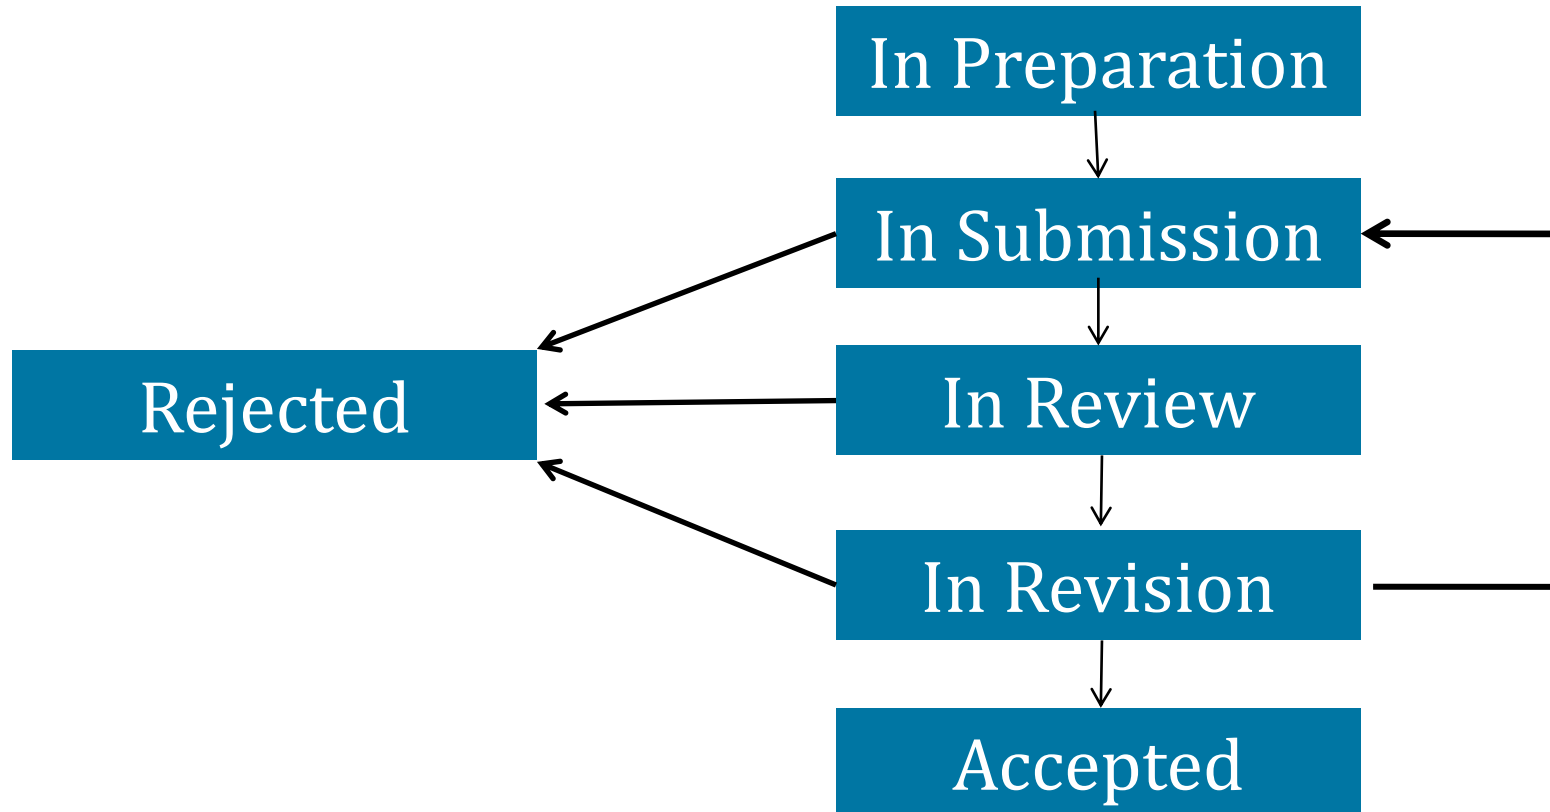 In Preparation
In Submission
In Review
Rejected
In Revision
Accepted